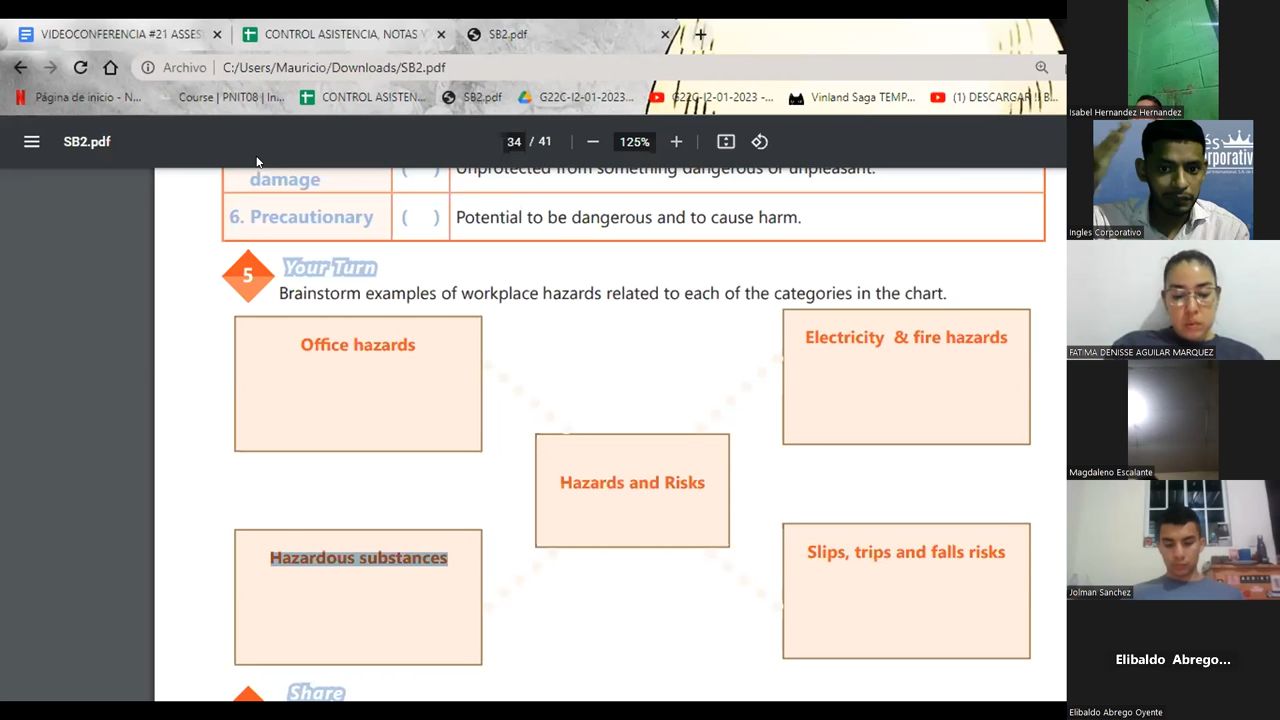 VIDEOCONFERENCIA #21 ASSES
CONTROL ASISTENCIA, NOTAS Y
SB2.pdf
Archivo
C:/Users/Mauricio/Downloads/SB2.pdf
Página de inicio - N...
Course | PNIT08 | In...
CONTROL ASISTEN...
SB2.pdf
G22C-I2-01-2023...
G22C-I2-01-2023 -...
Vinland Saga TEMP...
(1) DESCARGAR
SB2.pdf
34 / 41
125%
damage ( ) Unprotected from something dangerous or unpleasant.
6. Precautionary ( ) Potential to be dangerous and to cause harm.
5 Your Turn
Brainstorm examples of workplace hazards related to each of the categories in the chart.
Office hazards
Electricity & fire hazards
Hazards and Risks
Hazardous substances
Slips, trips and falls risks
Share
Isabel Hernandez Hernandez
Ingles Corporativo
FATIMA DENISSE AGUILAR MARQUEZ
Magdaleno Escalante
Jolman Sanchez
Elibaldo Abrego...
Elibaldo Abrego Oyente